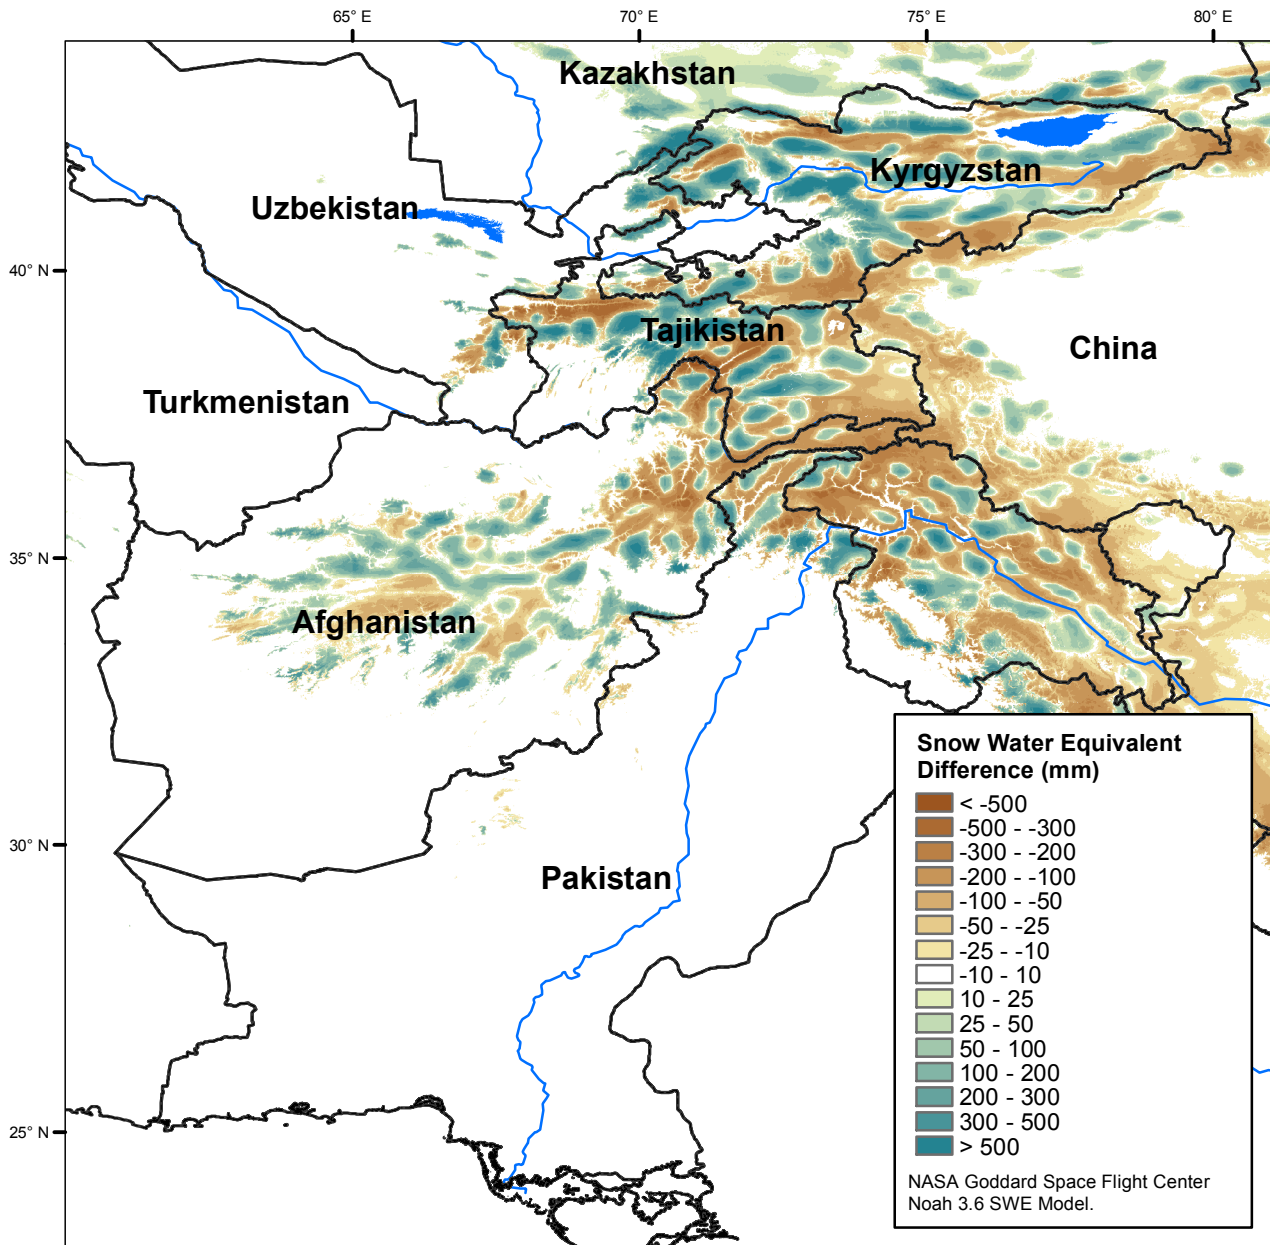 65° E
70° E
75° E
80° E
Kazakhstan
Kyrgyzstan
Uzbekistan
40° N
Tajikistan
China
Turkmenistan
35° N
Afghanistan
30° N
Pakistan
25° N
Snow Water Equivalent
Difference (mm)
< -500
-500 - -300
-300 - -200
-200 - -100
-100 - -50
-50 - -25
-25 - -10
-10 - 10
10 - 25
25 - 50
50 - 100
100 - 200
200 - 300
300 - 500
> 500
NASA Goddard Space Flight Center
Noah 3.6 SWE Model.